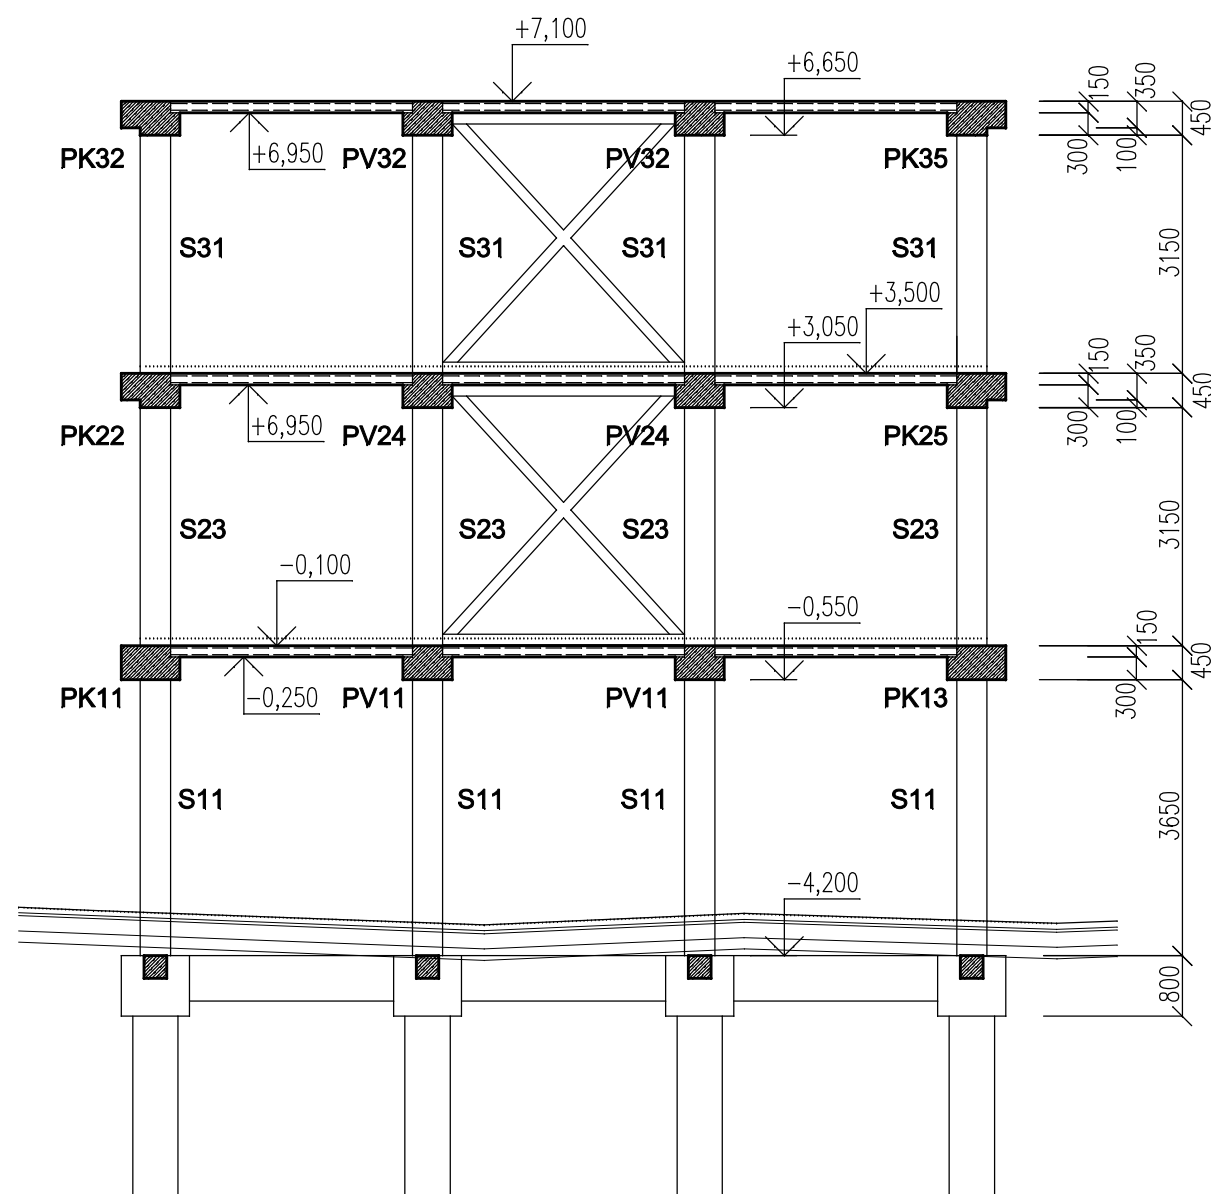 +7,100
+6,650
150
350
450
+6,950
300
100
PK32
PV32
PV32
PK35
S31
S31
S31
S31
3150
+3,500
+3,050
150
350
450
+6,950
300
100
PK22
PV24
PV24
PK25
S23
S23
S23
S23
3150
-0,100
-0,550
150
450
-0,250
300
PK11
PV11
PV11
PK13
S11
S11
S11
S11
3650
-4,200
800